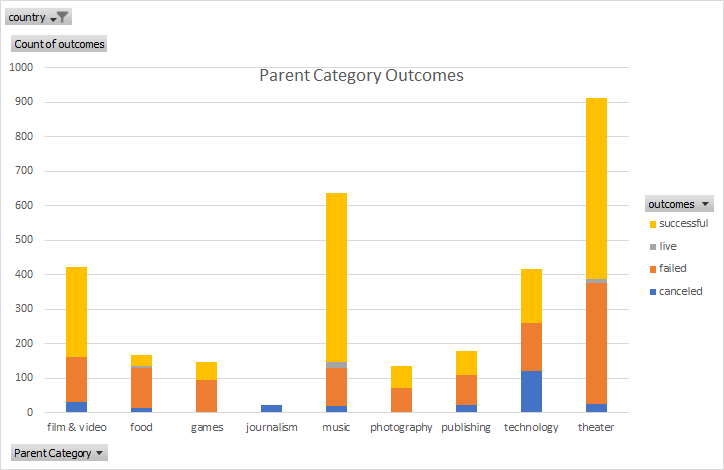 country
Count of outcomes
Parent Category Outcomes
1000
900
800
700
600
500
400
300
200
100
0
film & video food games journalism music photography publishing technology theater
outcomes
successful
live
failed
canceled
Parent Category